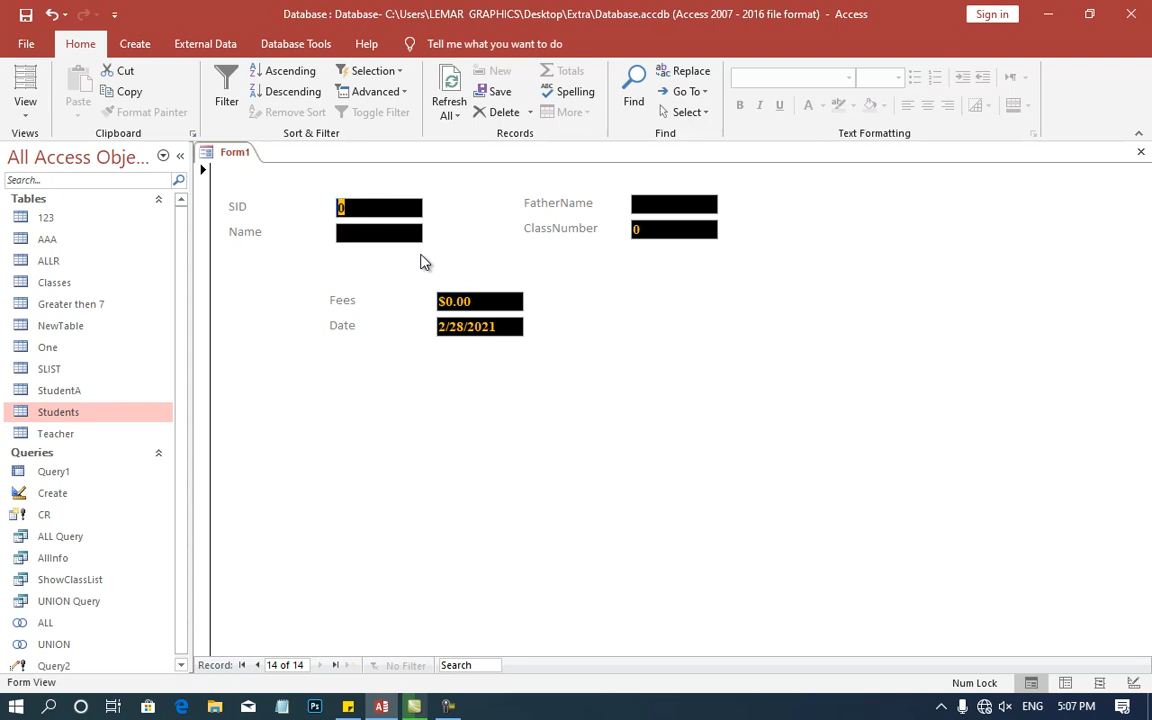 Database : Database- C:\Users\LEMAR GRAPHICS\Desktop\Extra\Database.accdb (Access 2007 - 2016 file format) - Access
Sign in
File Home Create External Data Database Tools Help Tell me what you want to do
View
Views
Paste
Cut
Copy
Format Painter
Clipboard
Filter
Ascending
Descending
Remove Sort
Selection
Advanced
Toggle Filter
Sort & Filter
Refresh
All
New
Save
Delete
Totals
Spelling
More
Records
Find
Replace
Go To
Select
Find
B I U A
Text Formatting
All Access Obje...
Search...
Tables
123
AAA
ALLR
Classes
Greater then 7
NewTable
One
SLIST
StudentA
Students
Teacher
Queries
Query1
Create
CR
ALL Query
AllInfo
ShowClassList
UNION Query
ALL
UNION
Query2
Form1
SID 0
Name
FatherName
ClassNumber 0
Fees $0.00
Date 2/28/2021
Record: 14 of 14 No Filter Search
Form View
Num Lock
Ps
ENG 5:07 PM